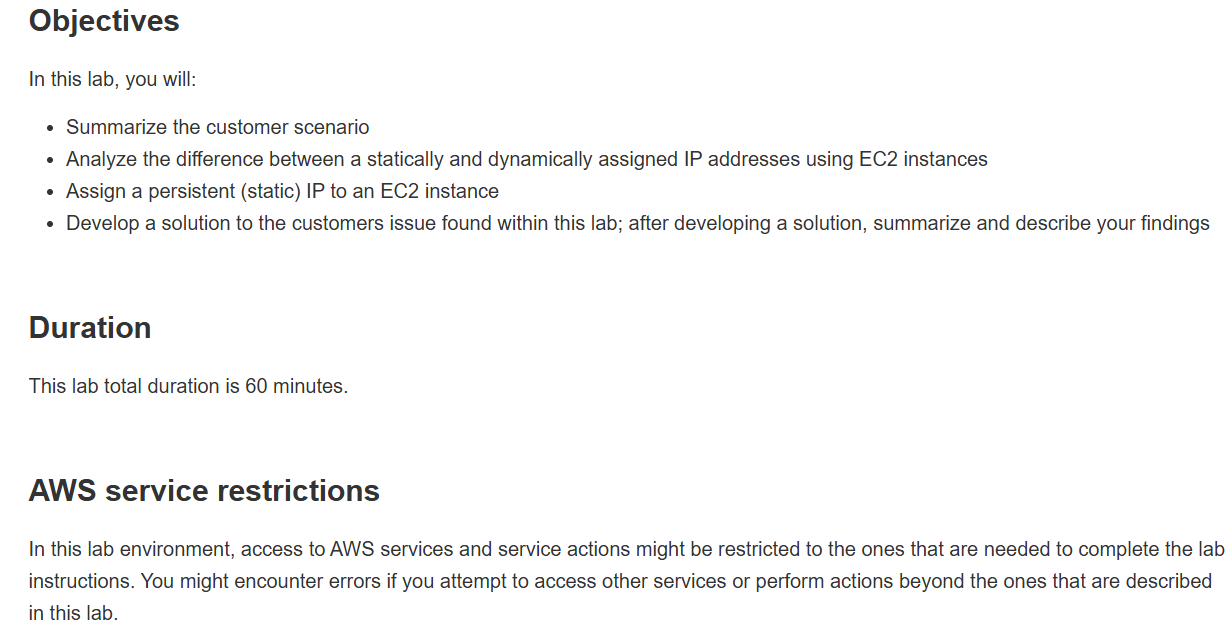 Objectives
In this lab, you will:
• Summarize the customer scenario
• Analyze the difference between a statically and dynamically assigned IP addresses using EC2 instances
• Assign a persistent (static) IP to an EC2 instance
• Develop a solution to the customers issue found within this lab; after developing a solution, summarize and describe your findings
Duration
This lab total duration is 60 minutes.
AWS service restrictions
In this lab environment, access to AWS services and service actions might be restricted to the ones that are needed to complete the lab
instructions. You might encounter errors if you attempt to access other services or perform actions beyond the ones that are described
in this lab.